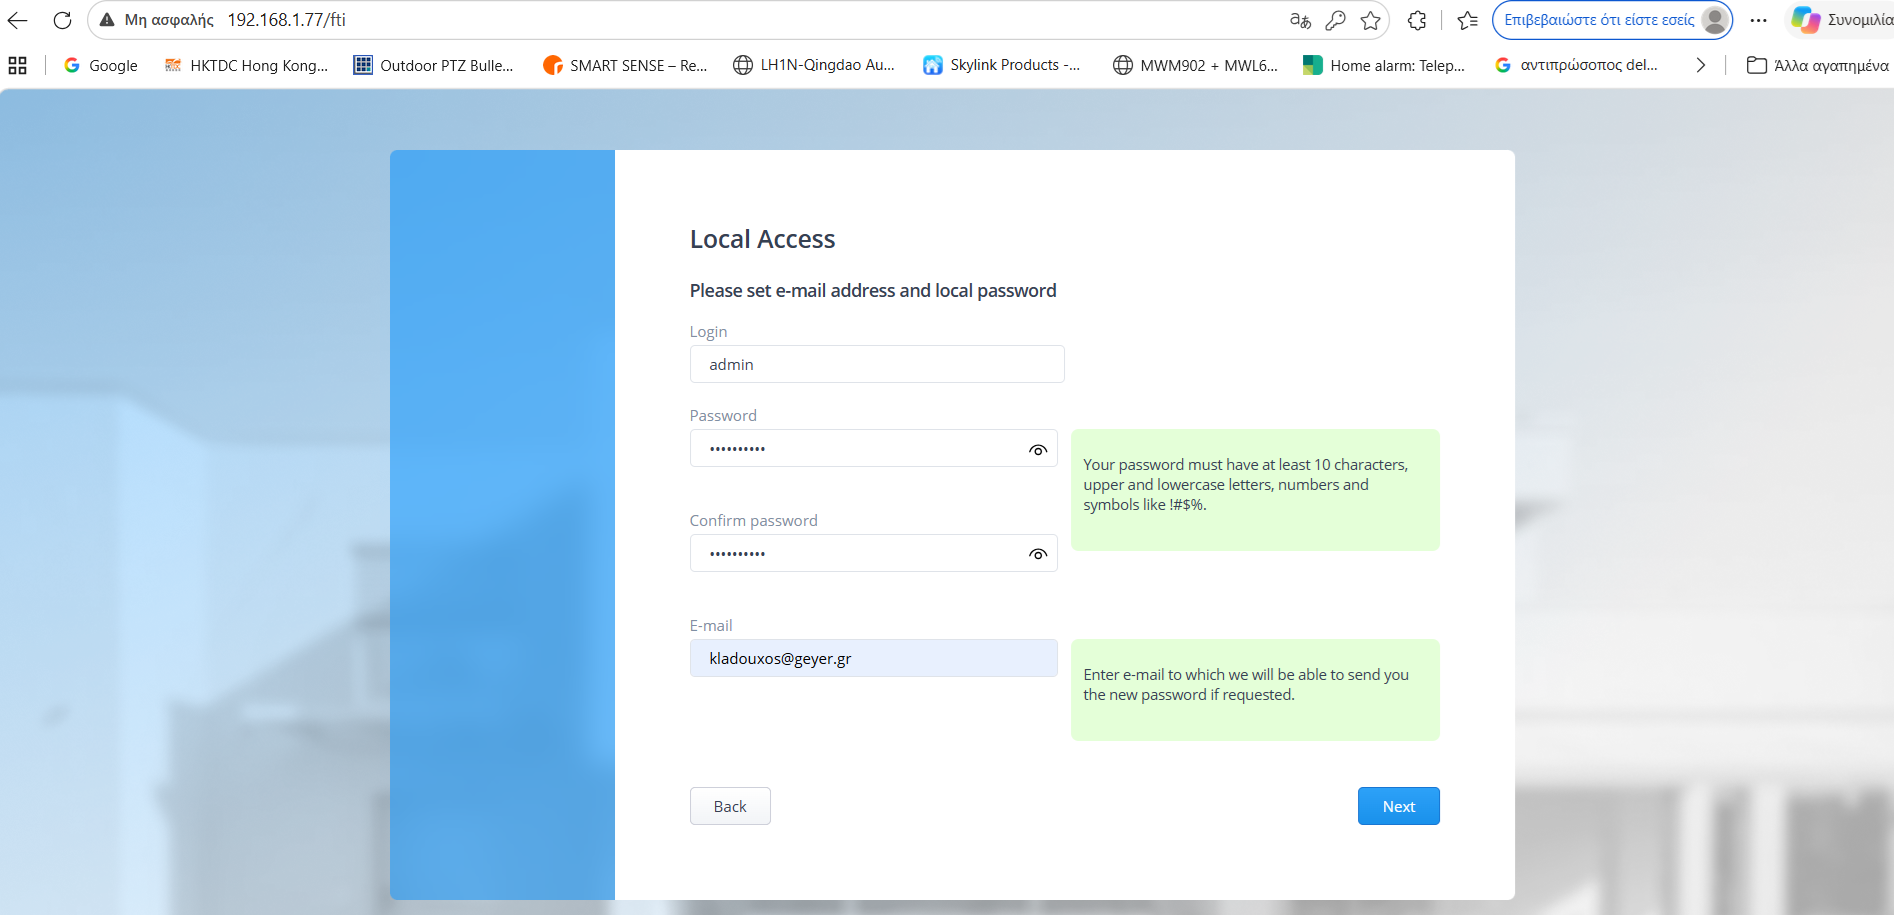 Μη ασφαλής 192.168.1.77/fti
Επιβεβαιώστε ότι είστε εσείς
Συνομιλία
Google
HKTDC Hong Kong...
Outdoor PTZ Bulle...
SMART SENSE – Re...
LH1N-Qingdao Au...
Skylink Products -...
MWM902 + MWL6...
Home alarm: Telep...
αντιπρώσοπος del...
Άλλα αγαπημένα
Local Access
Please set e-mail address and local password
Login
admin
Password
••••••••••
Your password must have at least 10 characters,
upper and lowercase letters, numbers and
symbols like !#$%.
Confirm password
••••••••••
E-mail
kladouxos@geyer.gr
Enter e-mail to which we will be able to send you
the new password if requested.
Back
Next